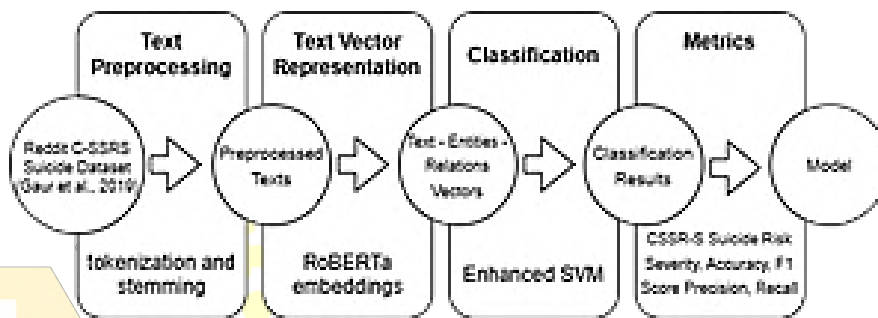 Text
Preprocessing
Text Vector
Representation
Classification
Metrics
Reddit C-SSRS
Suicide Dataset
(Gaur et al., 2019)
Preprocessed
Texts
Text - Entities -
Relations
Vectors
Classification
Results
Model
tokenization and
stemming
RoBERTa
embeddings
Enhanced SVM
CSSR-S Suicide Risk
Severity, Accuracy, F1
Score Precision, Recall